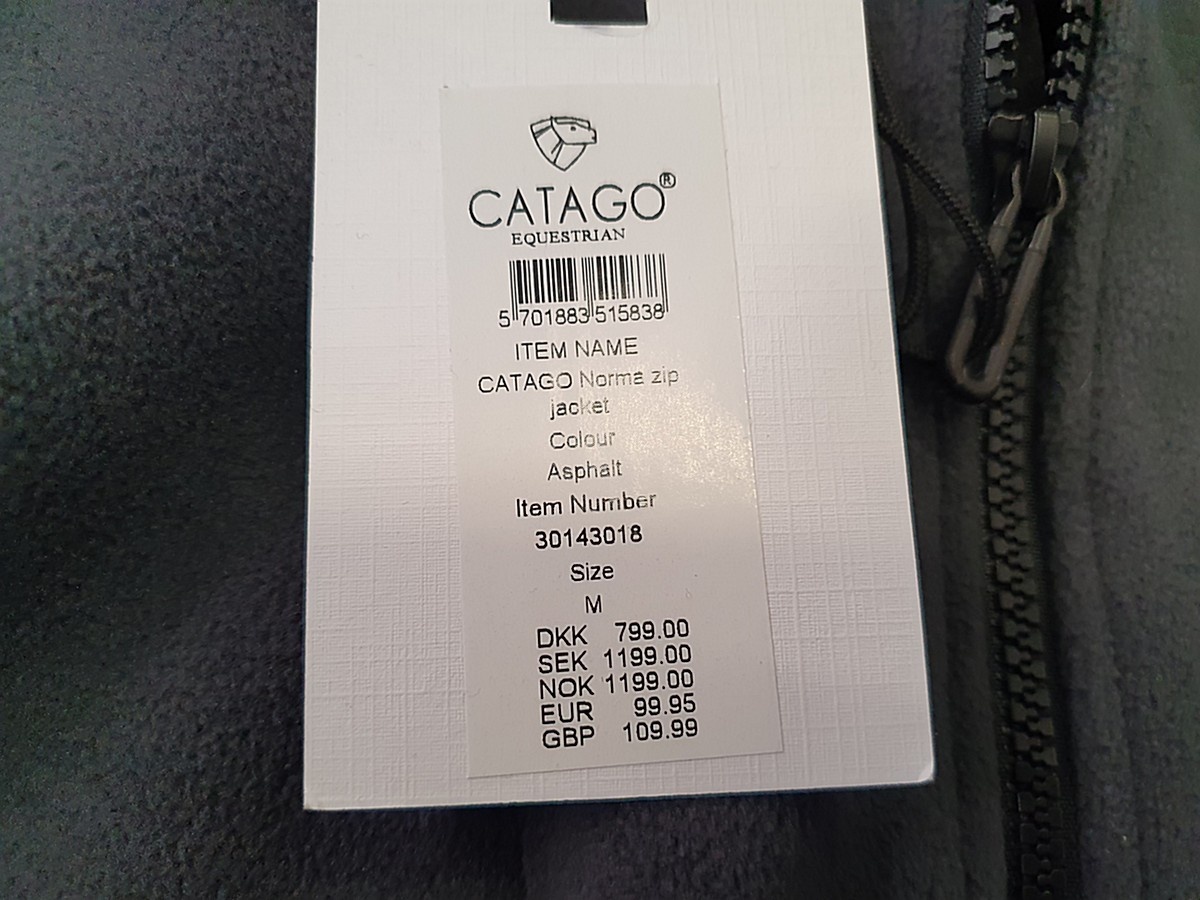 CATAGO®
EQUESTRIAN
5 701883 515838
ITEM NAME
CATAGO Norma zip
jacket
Colour
Asphalt
Item Number
30143018
Size
M
DKK 799.00
SEK 1199.00
NOK 1199.00
EUR 99.95
GBP 109.99